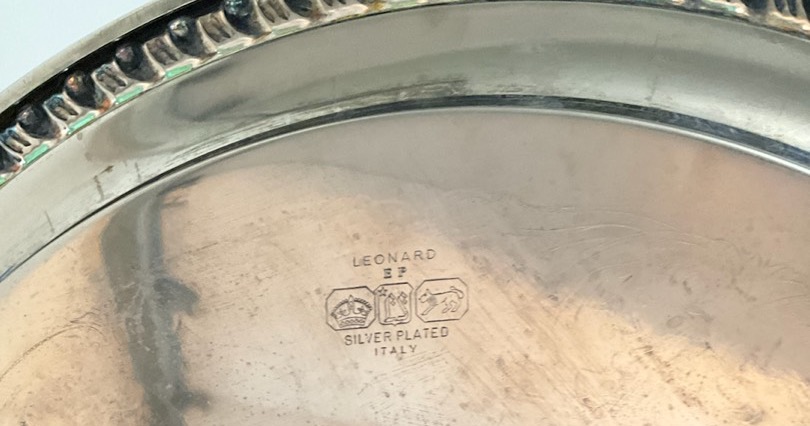 LEONARD
EP
SILVER PLATED
ITALY